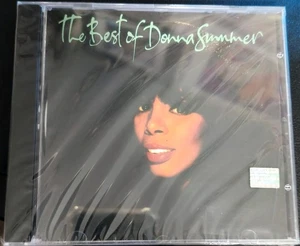 The Best of Donna Summer